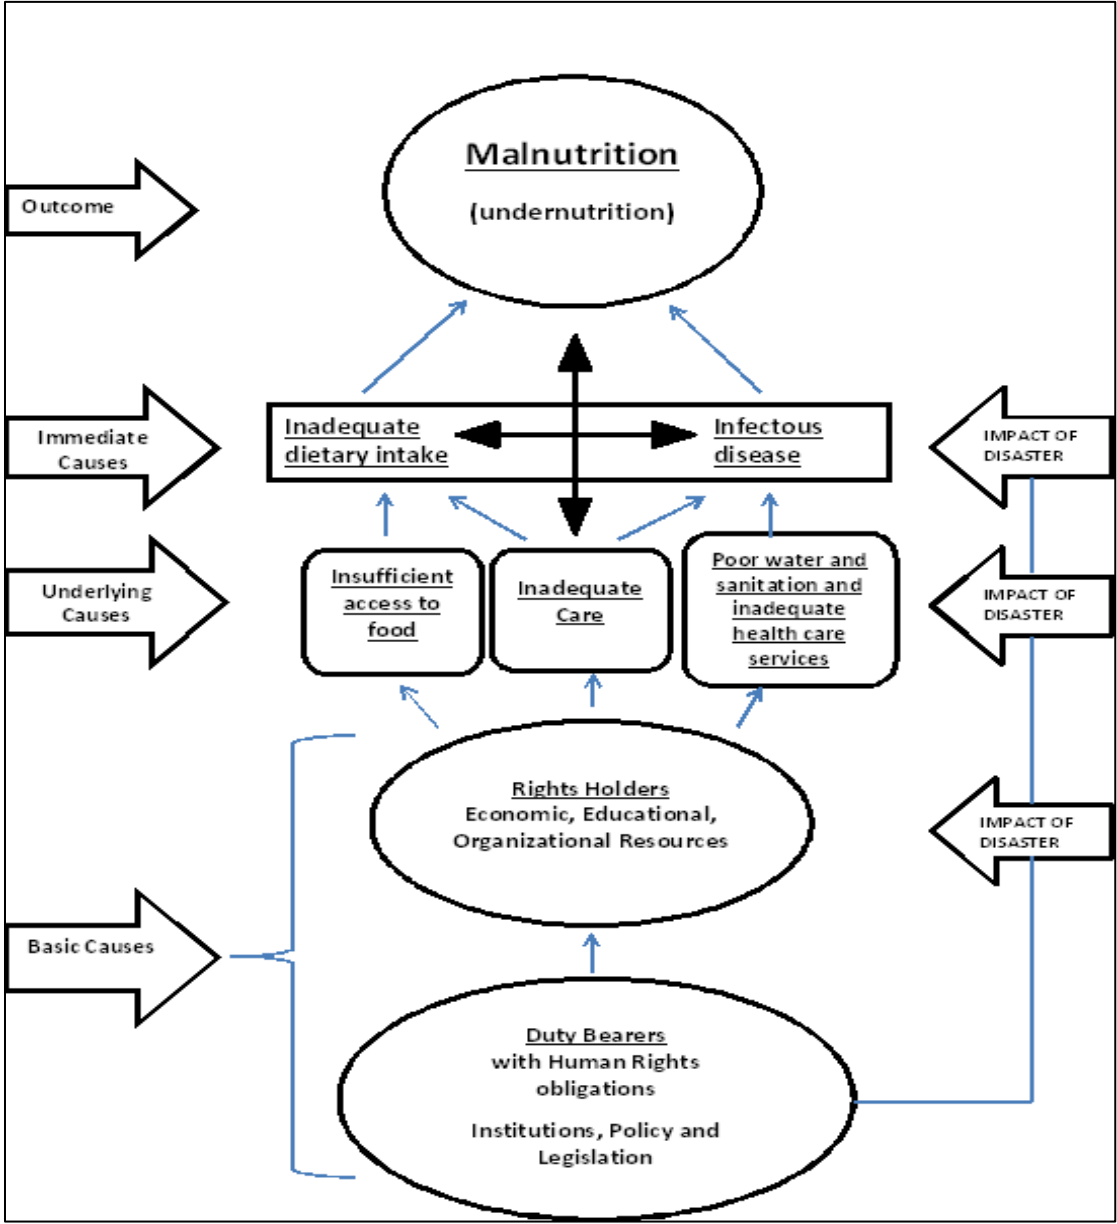 Malnutrition
(undernutrition)
Outcome
Immediate
Causes
Inadequate
dietary intake
Infectous
disease
IMPACT OF
DISASTER
Underlying
Causes
Insufficient
access to
food
Inadequate
Care
Poor water and
sanitation and
inadequate
health care
services
IMPACT OF
DISASTER
Rights Holders
Economic, Educational,
Organizational Resources
IMPACT OF
DISASTER
Basic Causes
Duty Bearers
with Human Rights
obligations
Institutions, Policy and
Legislation